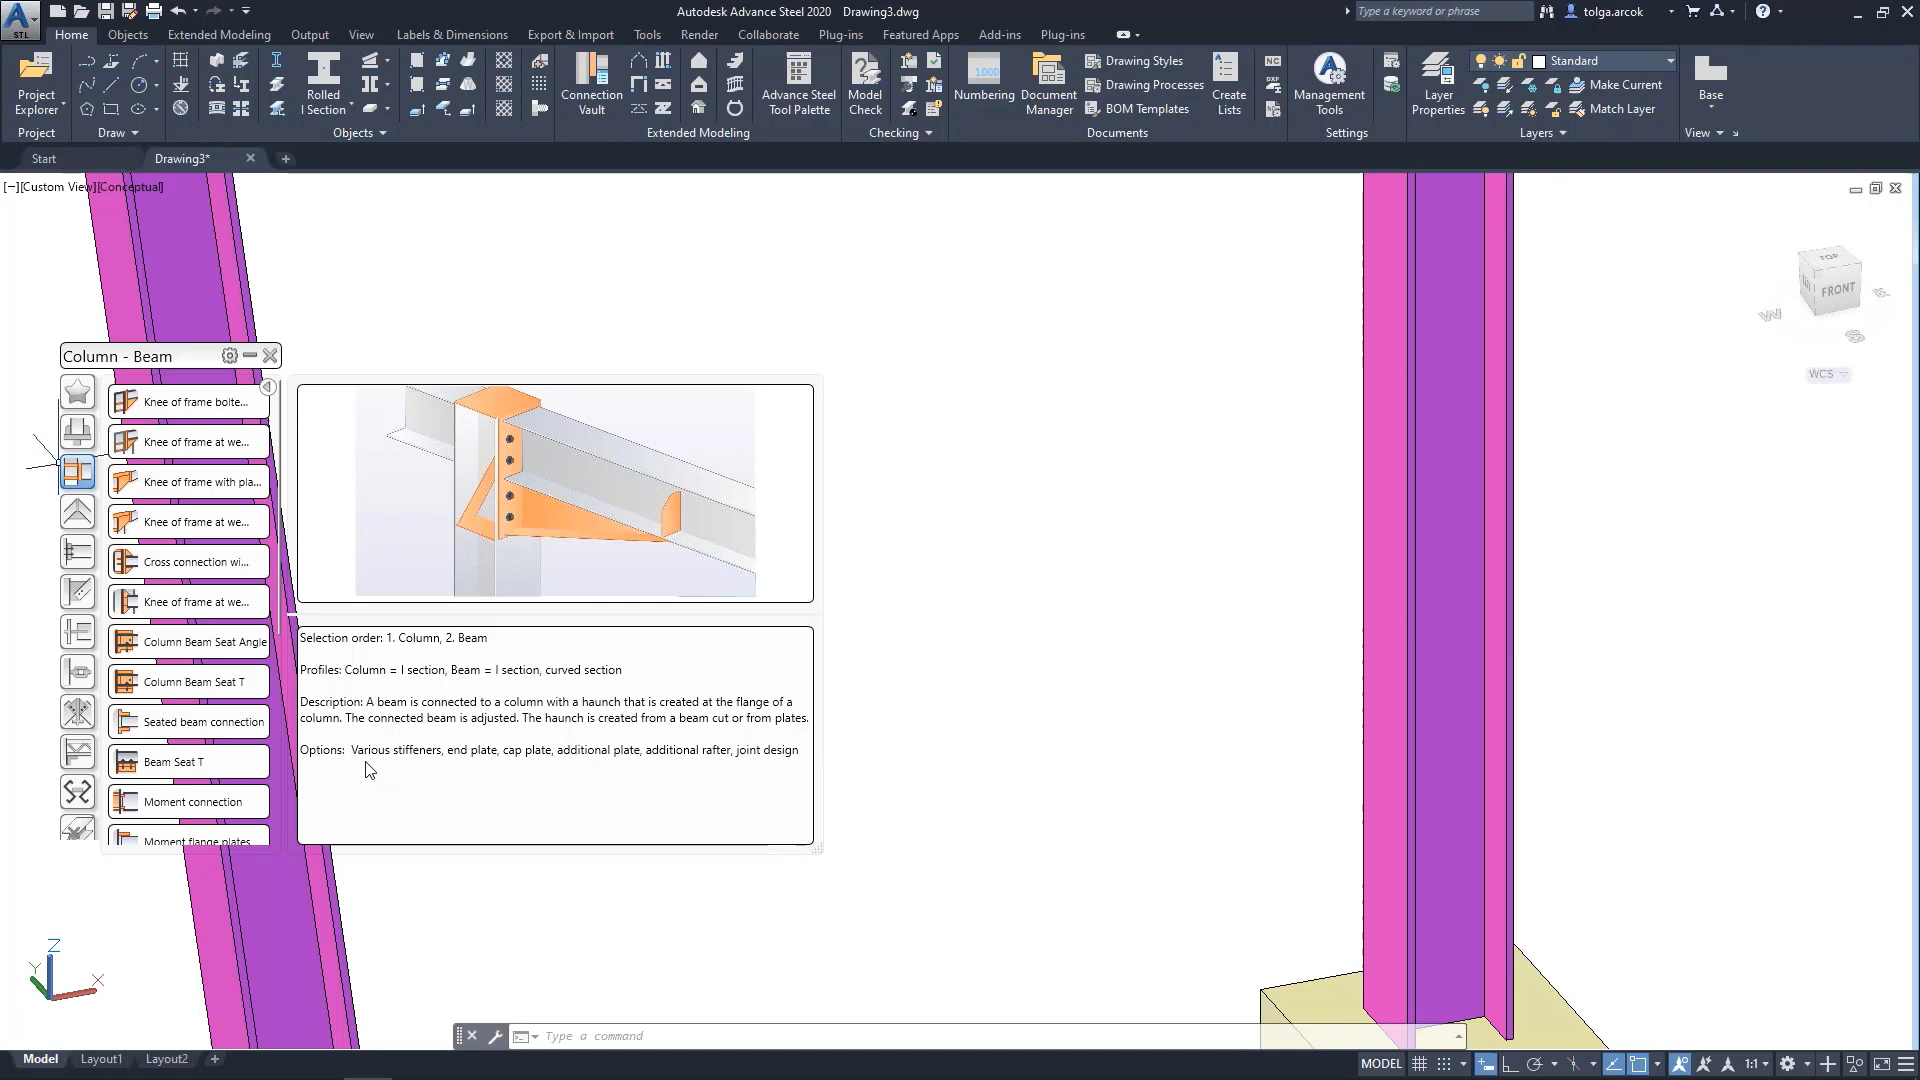 Autodesk Advance Steel 2020 Drawing3.dwg
Type a keyword or phrase
tolga.arcok
STL
Home Objects Extended Modeling Output View Labels & Dimensions Export & Import Tools Render Collaborate Plug-ins Featured Apps Add-ins Plug-ins
Project Explorer
Rolled I Section
Connection Vault
Advance Steel Tool Palette
Model Check
1000
Numbering
Document Manager
Drawing Styles
Drawing Processes
BOM Templates
Create Lists
NC
DXF
Management Tools
Layer Properties
Standard
Make Current
Match Layer
Base
Project Draw Objects Extended Modeling Checking Documents Settings Layers View
Start Drawing3*
[−][Custom View][Conceptual]
TOP
FRONT
W
S
E
WCS
Column - Beam
Knee of frame bolte...
Knee of frame at we...
Knee of frame with pla...
Knee of frame at we...
Cross connection wi...
Knee of frame at we...
Column Beam Seat Angle
Column Beam Seat T
Seated beam connection
Beam Seat T
Moment connection
Moment flange plates
Selection order: 1. Column, 2. Beam
Profiles: Column = I section, Beam = I section, curved section
Description: A beam is connected to a column with a haunch that is created at the flange of a
column. The connected beam is adjusted. The haunch is created from a beam cut or from plates.
Options: Various stiffeners, end plate, cap plate, additional plate, additional rafter, joint design
Z
Y
X
Type a command
Model Layout1 Layout2
MODEL
1:1